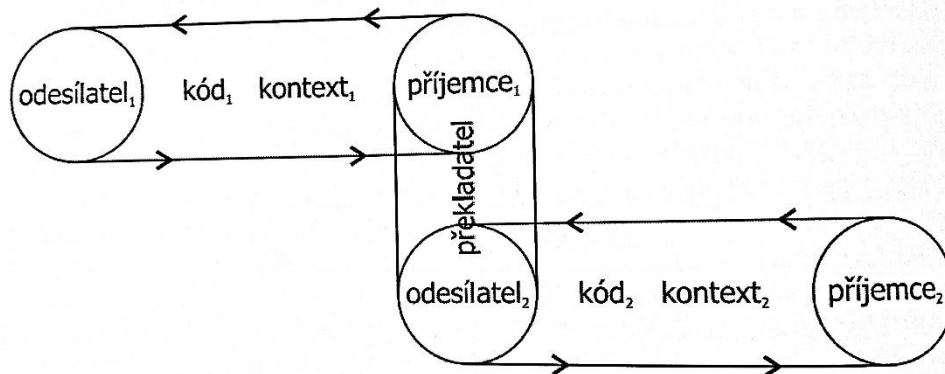 odesílatel₁ kód₁ kontext₁ příjemce₁
překladatel
odesílatel₂ kód₂ kontext₂ příjemce₂